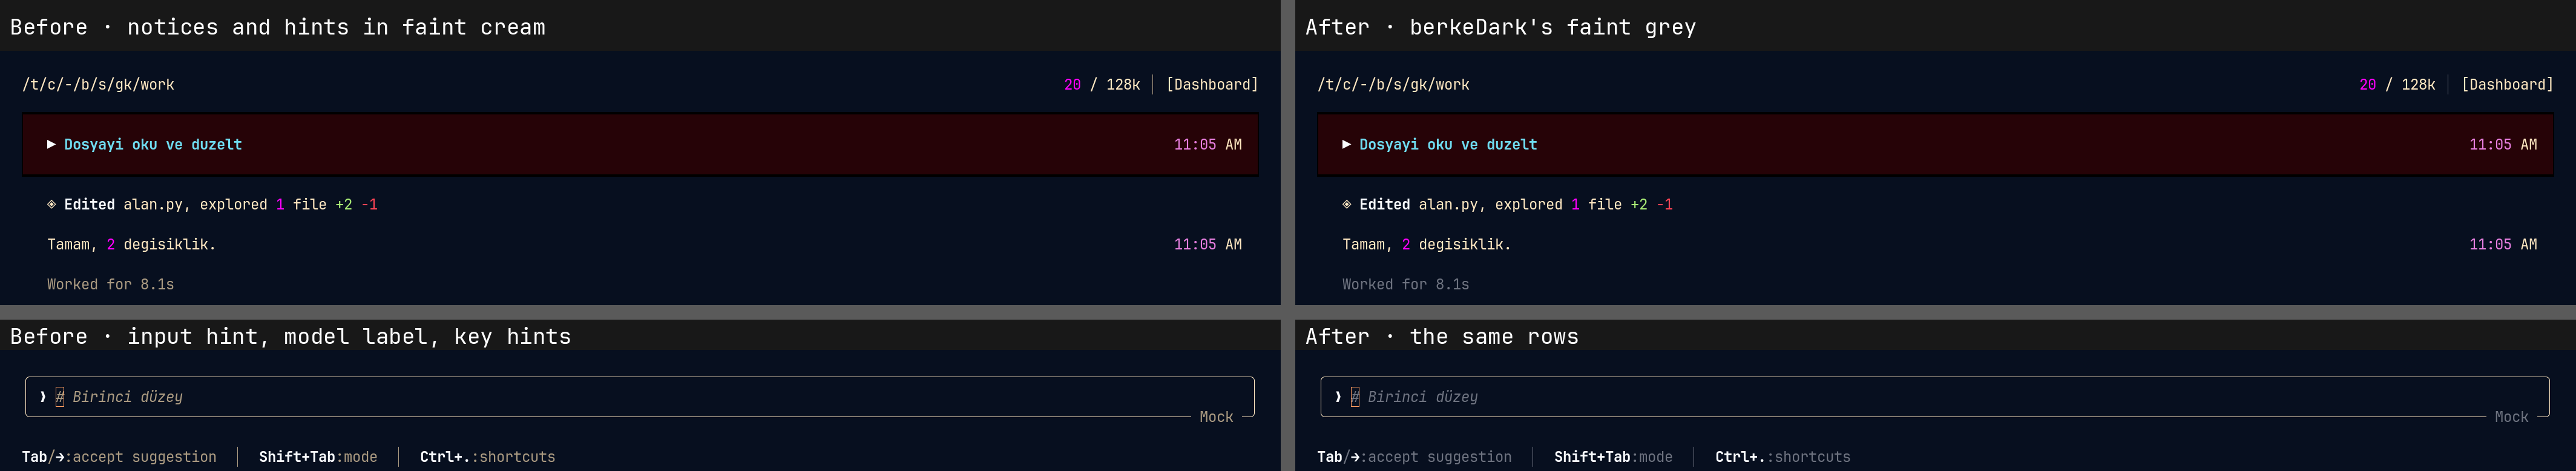 Before · notices and hints in faint cream
/t/c/-/b/s/gk/work 20 / 128k │ [Dashboard]
▶ Dosyayi oku ve duzelt 11:05 AM
◈ Edited alan.py, explored 1 file +2 -1
Tamam, 2 degisiklik. 11:05 AM
Worked for 8.1s
After · berkeDark's faint grey
/t/c/-/b/s/gk/work 20 / 128k │ [Dashboard]
▶ Dosyayi oku ve duzelt 11:05 AM
◈ Edited alan.py, explored 1 file +2 -1
Tamam, 2 degisiklik. 11:05 AM
Worked for 8.1s
Before · input hint, model label, key hints
❯ # Birinci düzey
Mock
Tab/→:accept suggestion │ Shift+Tab:mode │ Ctrl+.:shortcuts
After · the same rows
❯ # Birinci düzey
Mock
Tab/→:accept suggestion │ Shift+Tab:mode │ Ctrl+.:shortcuts